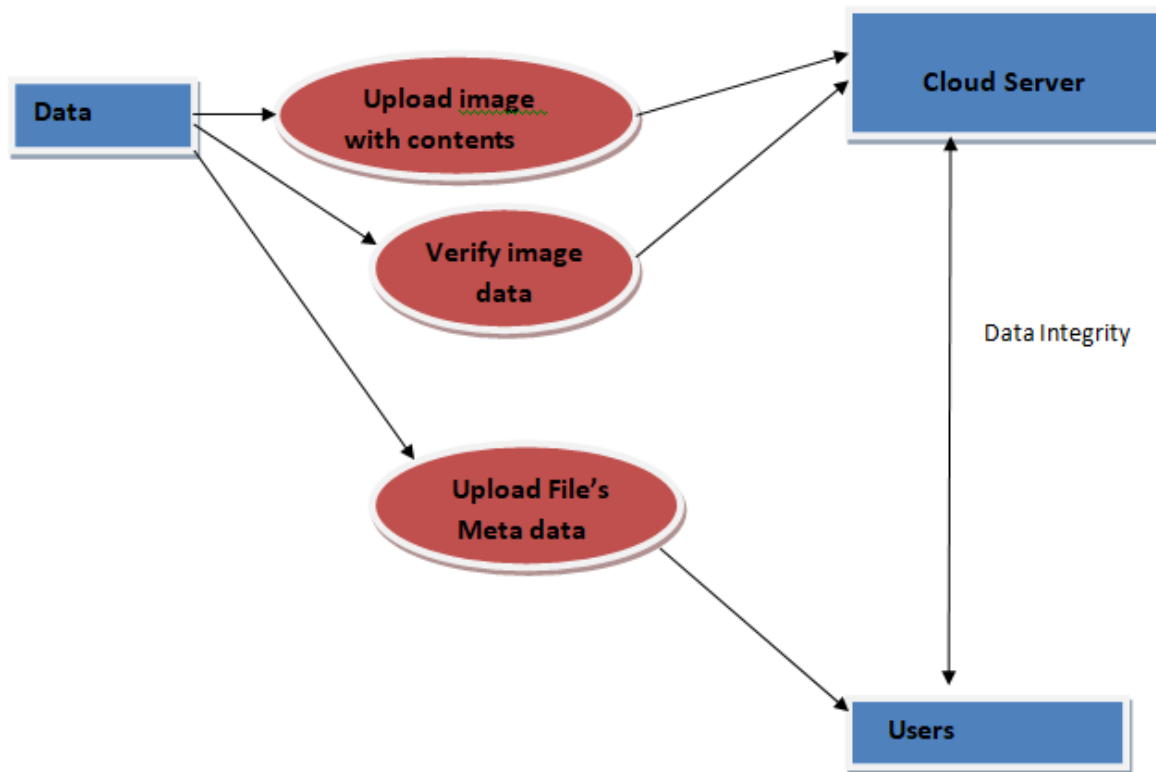 Data
Upload image
with contents
Cloud Server
Verify image
data
Data Integrity
Upload File’s
Meta data
Users